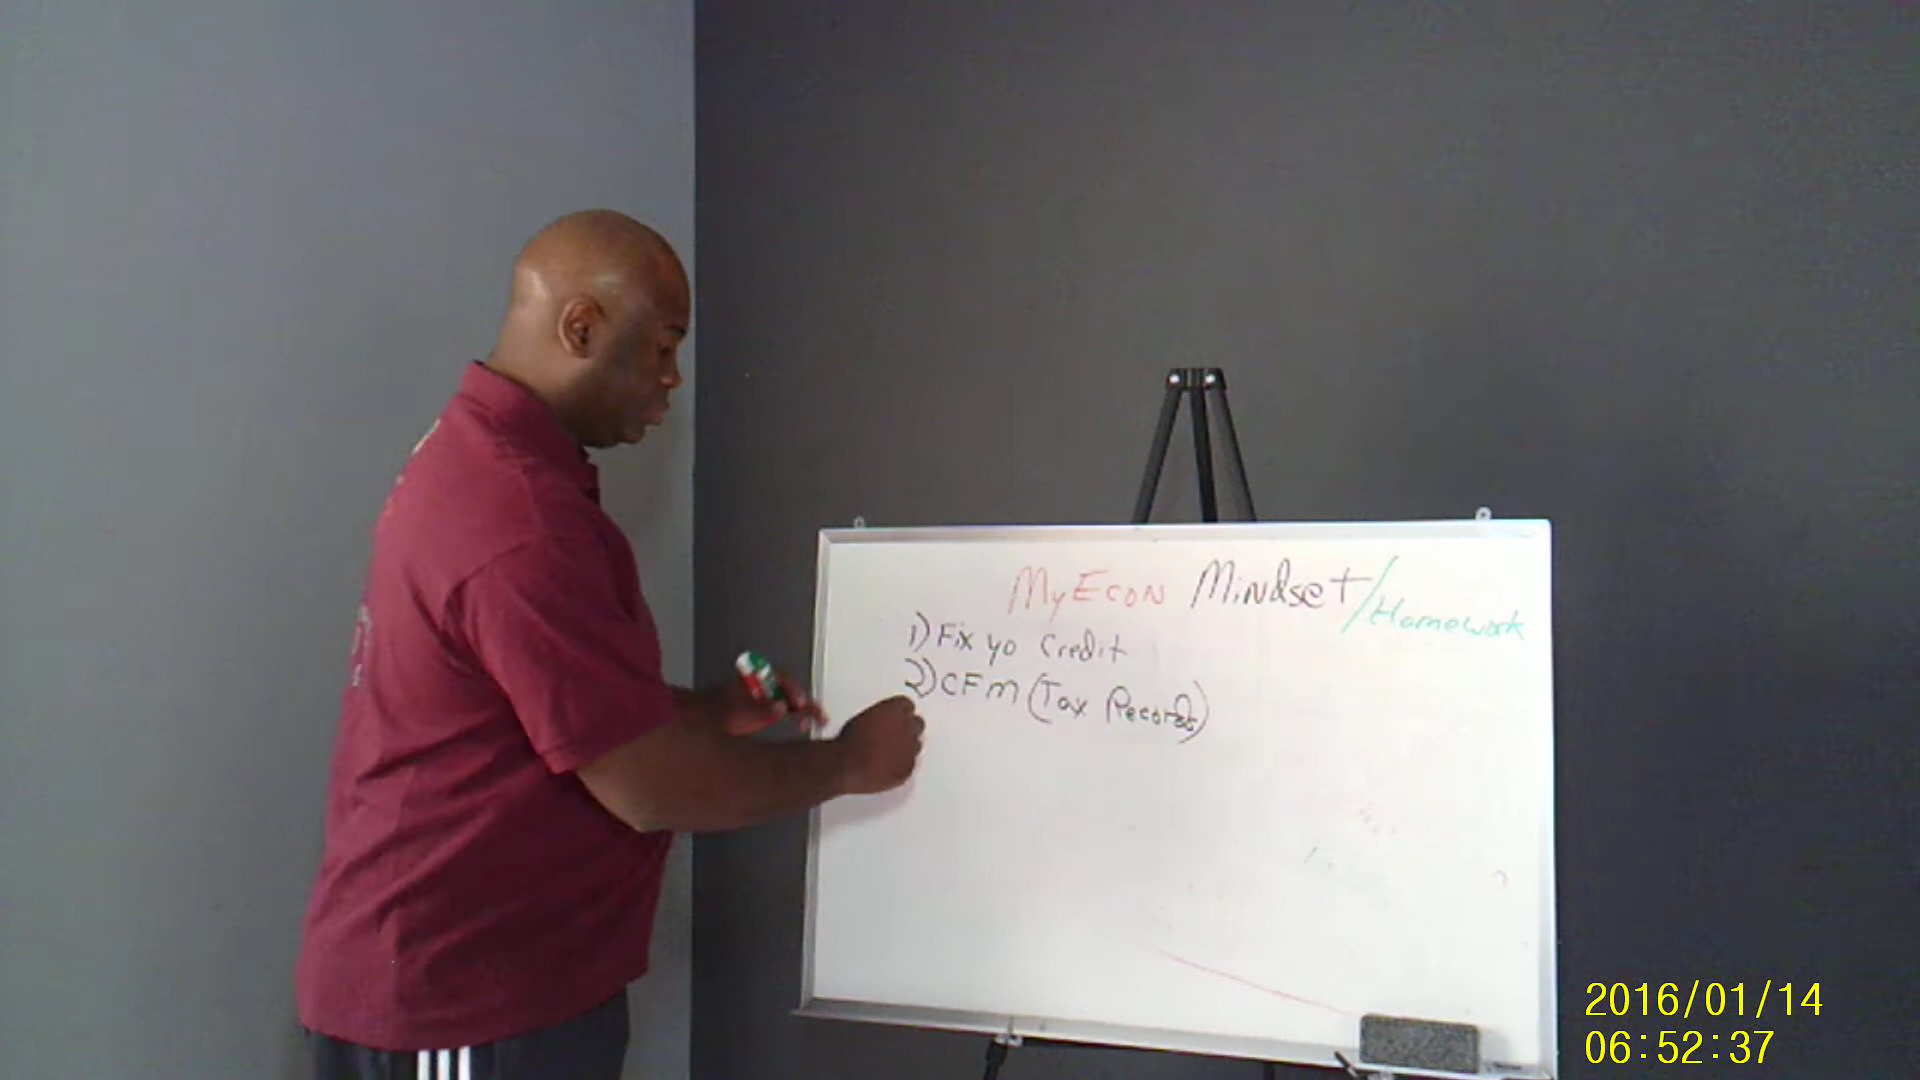 MyEcon Mindset/Homework
1) Fix yo Credit
2) CFM (Tax Records)
2016/01/14
06:52:37